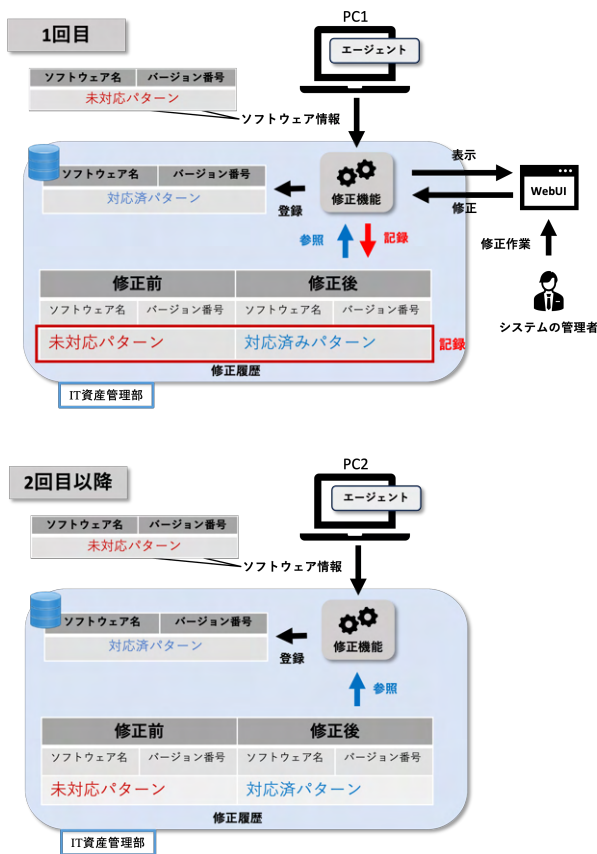 1回目
PC1
エージェント
ソフトウェア名 バージョン番号
未対応パターン
ソフトウェア情報
ソフトウェア名 バージョン番号
対応済パターン
登録
修正機能
表示
修正
WebUI
参照
記録
修正作業
システムの管理者
修正前 修正後
ソフトウェア名 バージョン番号 ソフトウェア名 バージョン番号
未対応パターン 対応済みパターン
記録
修正履歴
IT資産管理部
2回目以降
PC2
エージェント
ソフトウェア名 バージョン番号
未対応パターン
ソフトウェア情報
ソフトウェア名 バージョン番号
対応済パターン
登録
修正機能
参照
修正前 修正後
ソフトウェア名 バージョン番号 ソフトウェア名 バージョン番号
未対応パターン 対応済パターン
修正履歴
IT資産管理部